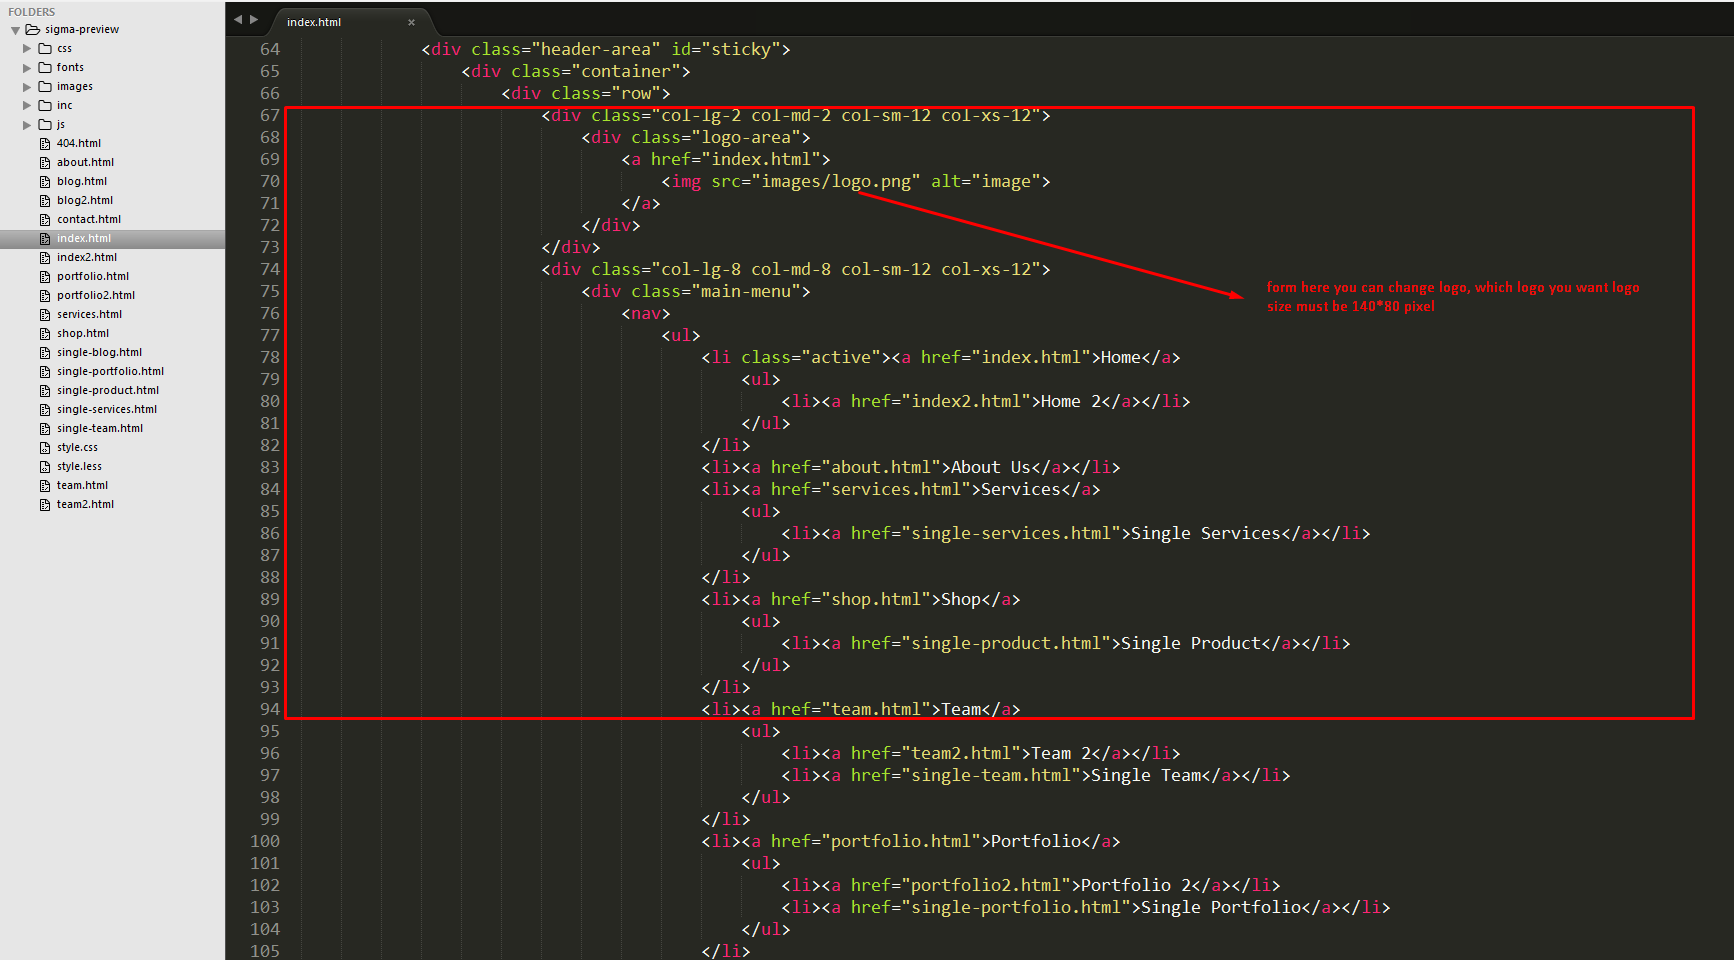 FOLDERS
sigma-preview
css
fonts
images
inc
js
404.html
about.html
blog.html
blog2.html
contact.html
index.html
index2.html
portfolio.html
portfolio2.html
services.html
shop.html
single-blog.html
single-portfolio.html
single-product.html
single-services.html
single-team.html
style.css
style.less
team.html
team2.html
index.html ×
64 <div class="header-area" id="sticky">
65 <div class="container">
66 <div class="row">
67 <div class="col-lg-2 col-md-2 col-sm-12 col-xs-12">
68 <div class="logo-area">
69 <a href="index.html">
70 <img src="images/logo.png" alt="image">
71 </a>
72 </div>
73 </div>
74 <div class="col-lg-8 col-md-8 col-sm-12 col-xs-12">
75 <div class="main-menu">
76 <nav>
77 <ul>
78 <li class="active"><a href="index.html">Home</a>
79 <ul>
80 <li><a href="index2.html">Home 2</a></li>
81 </ul>
82 </li>
83 <li><a href="about.html">About Us</a></li>
84 <li><a href="services.html">Services</a>
85 <ul>
86 <li><a href="single-services.html">Single Services</a></li>
87 </ul>
88 </li>
89 <li><a href="shop.html">Shop</a>
90 <ul>
91 <li><a href="single-product.html">Single Product</a></li>
92 </ul>
93 </li>
94 <li><a href="team.html">Team</a>
95 <ul>
96 <li><a href="team2.html">Team 2</a></li>
97 <li><a href="single-team.html">Single Team</a></li>
98 </ul>
99 </li>
100 <li><a href="portfolio.html">Portfolio</a>
101 <ul>
102 <li><a href="portfolio2.html">Portfolio 2</a></li>
103 <li><a href="single-portfolio.html">Single Portfolio</a></li>
104 </ul>
105 </li>
form here you can change logo, which logo you want logo
size must be 140*80 pixel